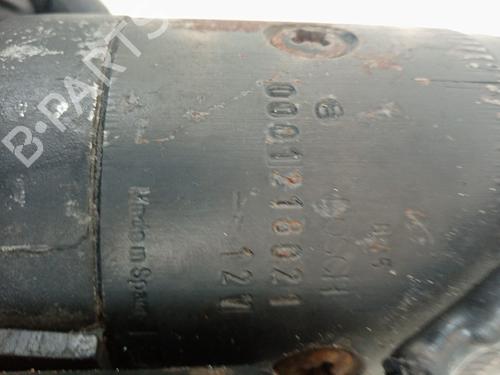 B-PARTS
BOSCH
0001218021
12V
Made in Spain